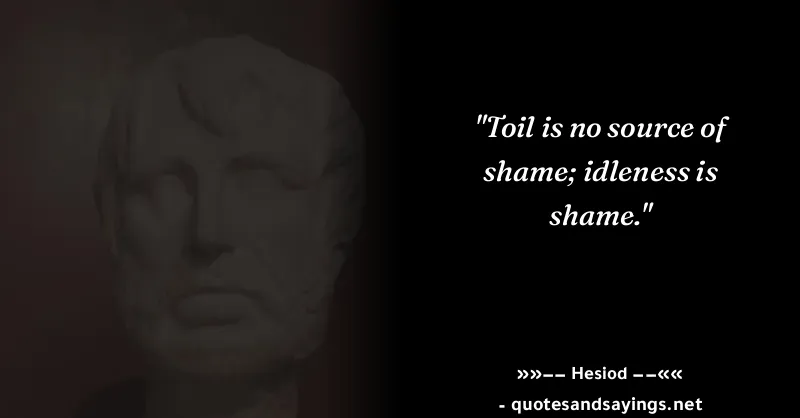 "Toil is no source of
shame; idleness is
shame."
»»−− Hesiod −−««
- quotesandsayings.net